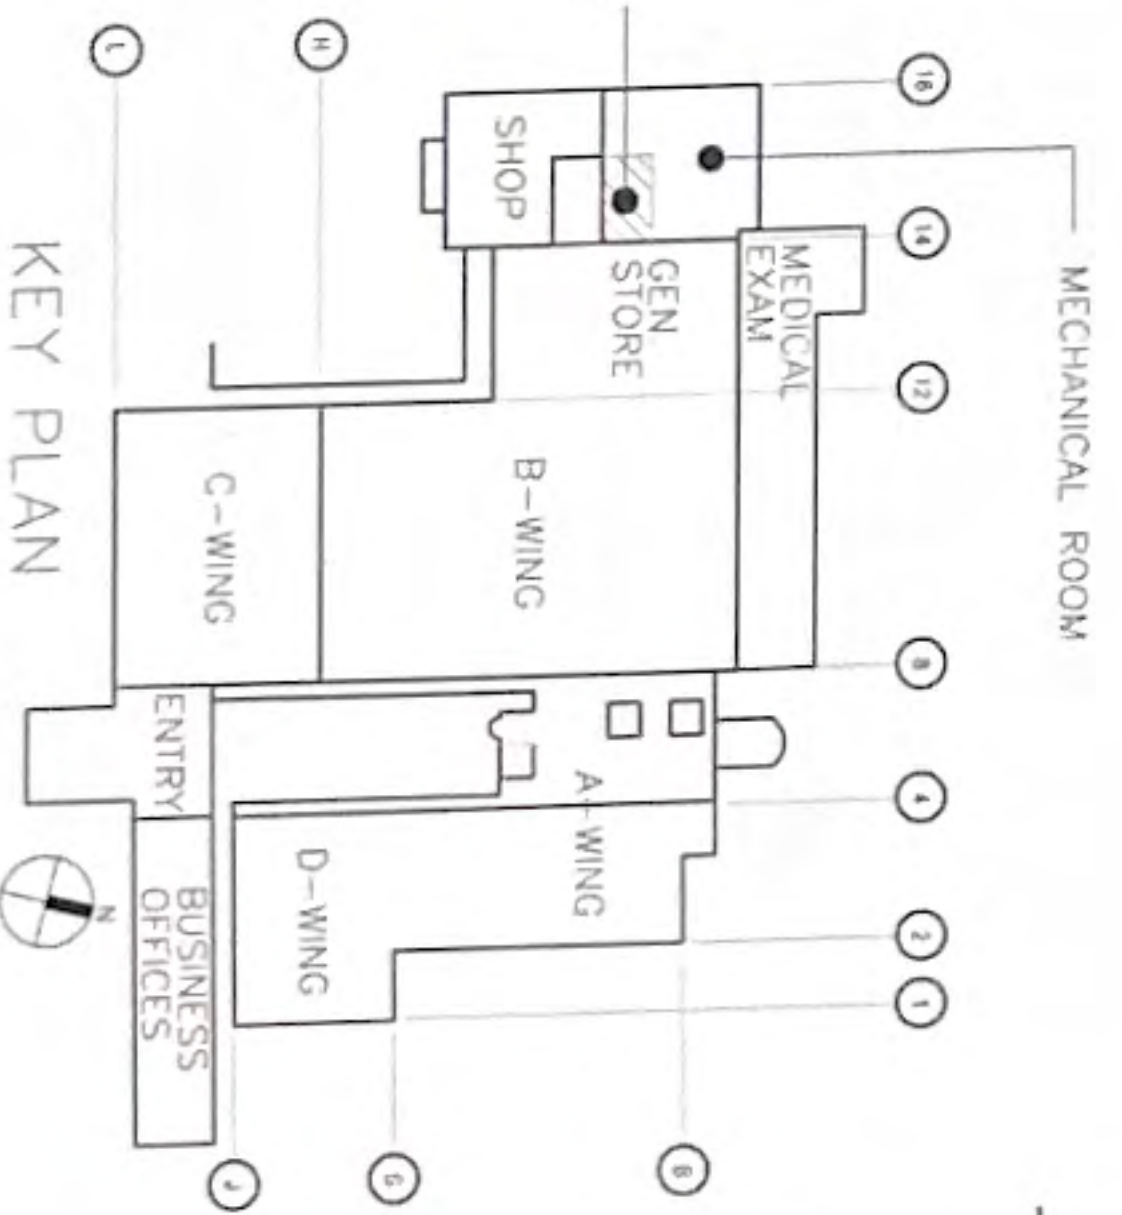 MECHANICAL ROOM
16
14
12
8
4
2
1
MEDICAL
EXAM
B
GEN
STORE
A-WING
B-WING
SHOP
G
H
D-WING
J
C-WING
BUSINESS
OFFICES
ENTRY
L
N
KEY PLAN